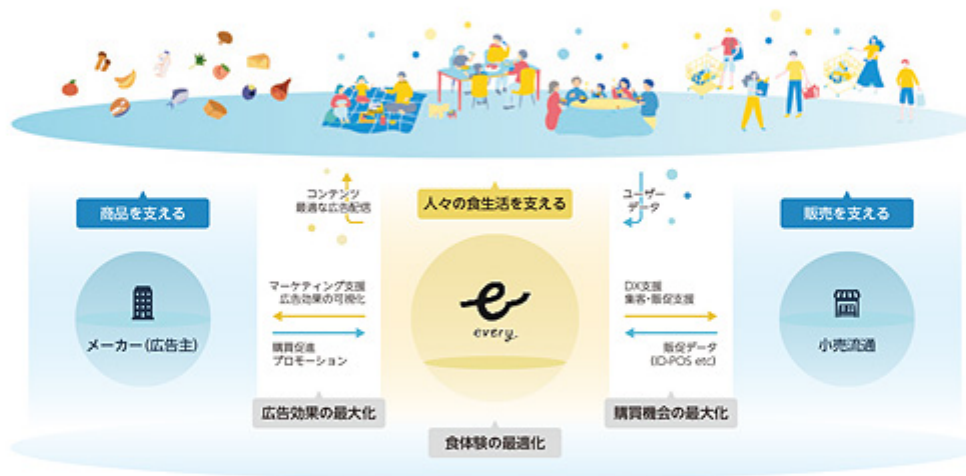 コンテンツ
最適な広告配信
ユーザー
データ
商品を支える
人々の食生活を支える
販売を支える
マーケティング支援
広告効果の可視化
DX支援
集客・販促支援
e
every.
メーカー(広告主)
購買促進
プロモーション
販促データ
(ID-POS etc)
小売流通
広告効果の最大化
購買機会の最大化
食体験の最適化